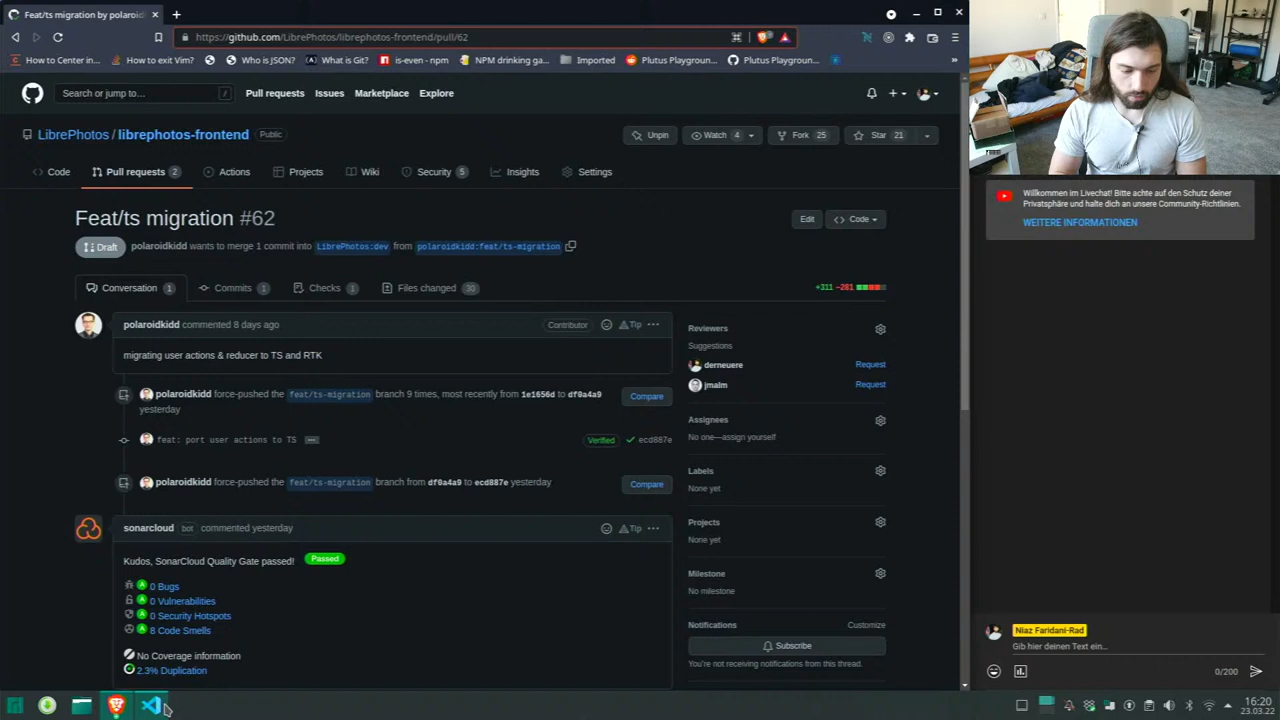 Feat/ts migration by polaroid
https://github.com/LibrePhotos/librephotos-frontend/pull/62
How to Center in...
How to exit Vim?
Who is JSON?
What is Git?
is-even - npm
NPM drinking ga...
Imported
Plutus Playgroun...
Plutus Playgroun...
Search or jump to...
/
Pull requests
Issues
Marketplace
Explore
LibrePhotos / librephotos-frontend
Public
Unpin
Watch 4
Fork 25
Star 21
Code
Pull requests 2
Actions
Projects
Wiki
Security 5
Insights
Settings
Feat/ts migration #62
Edit
Code
Draft
polaroidkidd wants to merge 1 commit into LibrePhotos:dev from polaroidkidd:feat/ts-migration
Conversation 1
Commits 1
Checks 1
Files changed 30
+311 −281
polaroidkidd commented 8 days ago
Contributor
Tip
migrating user actions & reducer to TS and RTK
polaroidkidd force-pushed the feat/ts-migration branch 9 times, most recently from 1e1656d to df0a4a9
yesterday
Compare
feat: port user actions to TS
Verified
ecd887e
polaroidkidd force-pushed the feat/ts-migration branch from df0a4a9 to ecd887e yesterday
Compare
sonarcloud bot commented yesterday
Tip
Kudos, SonarCloud Quality Gate passed!
Passed
A 0 Bugs
A 0 Vulnerabilities
A 0 Security Hotspots
A 8 Code Smells
No Coverage information
2.3% Duplication
Reviewers
Suggestions
derneuere
Request
jmalm
Request
Assignees
No one—assign yourself
Labels
None yet
Projects
None yet
Milestone
No milestone
Notifications
Customize
Subscribe
You're not receiving notifications from this thread.
Willkommen im Livechat! Bitte achte auf den Schutz deiner
Privatsphäre und halte dich an unsere Community-Richtlinien.
WEITERE INFORMATIONEN
Niaz Faridani-Rad
Gib hier deinen Text ein...
0/200
16:20
23.03.22